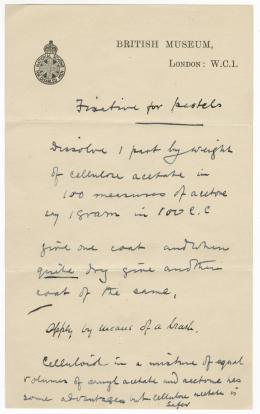 BRITISH MUSEUM,
LONDON: W.C.1.
Fixative for pastels
Dissolve 1 part by weight
of cellulose acetate in
100 measures of acetone
say 1 gram in 100 C.C
Give one coat and when
quite dry give another
coat of the same,
Apply by means of a brush.
Celluloid in a mixture of equal
volumes of amyl acetate and acetone has
some advantages but cellulose acetate is
safer